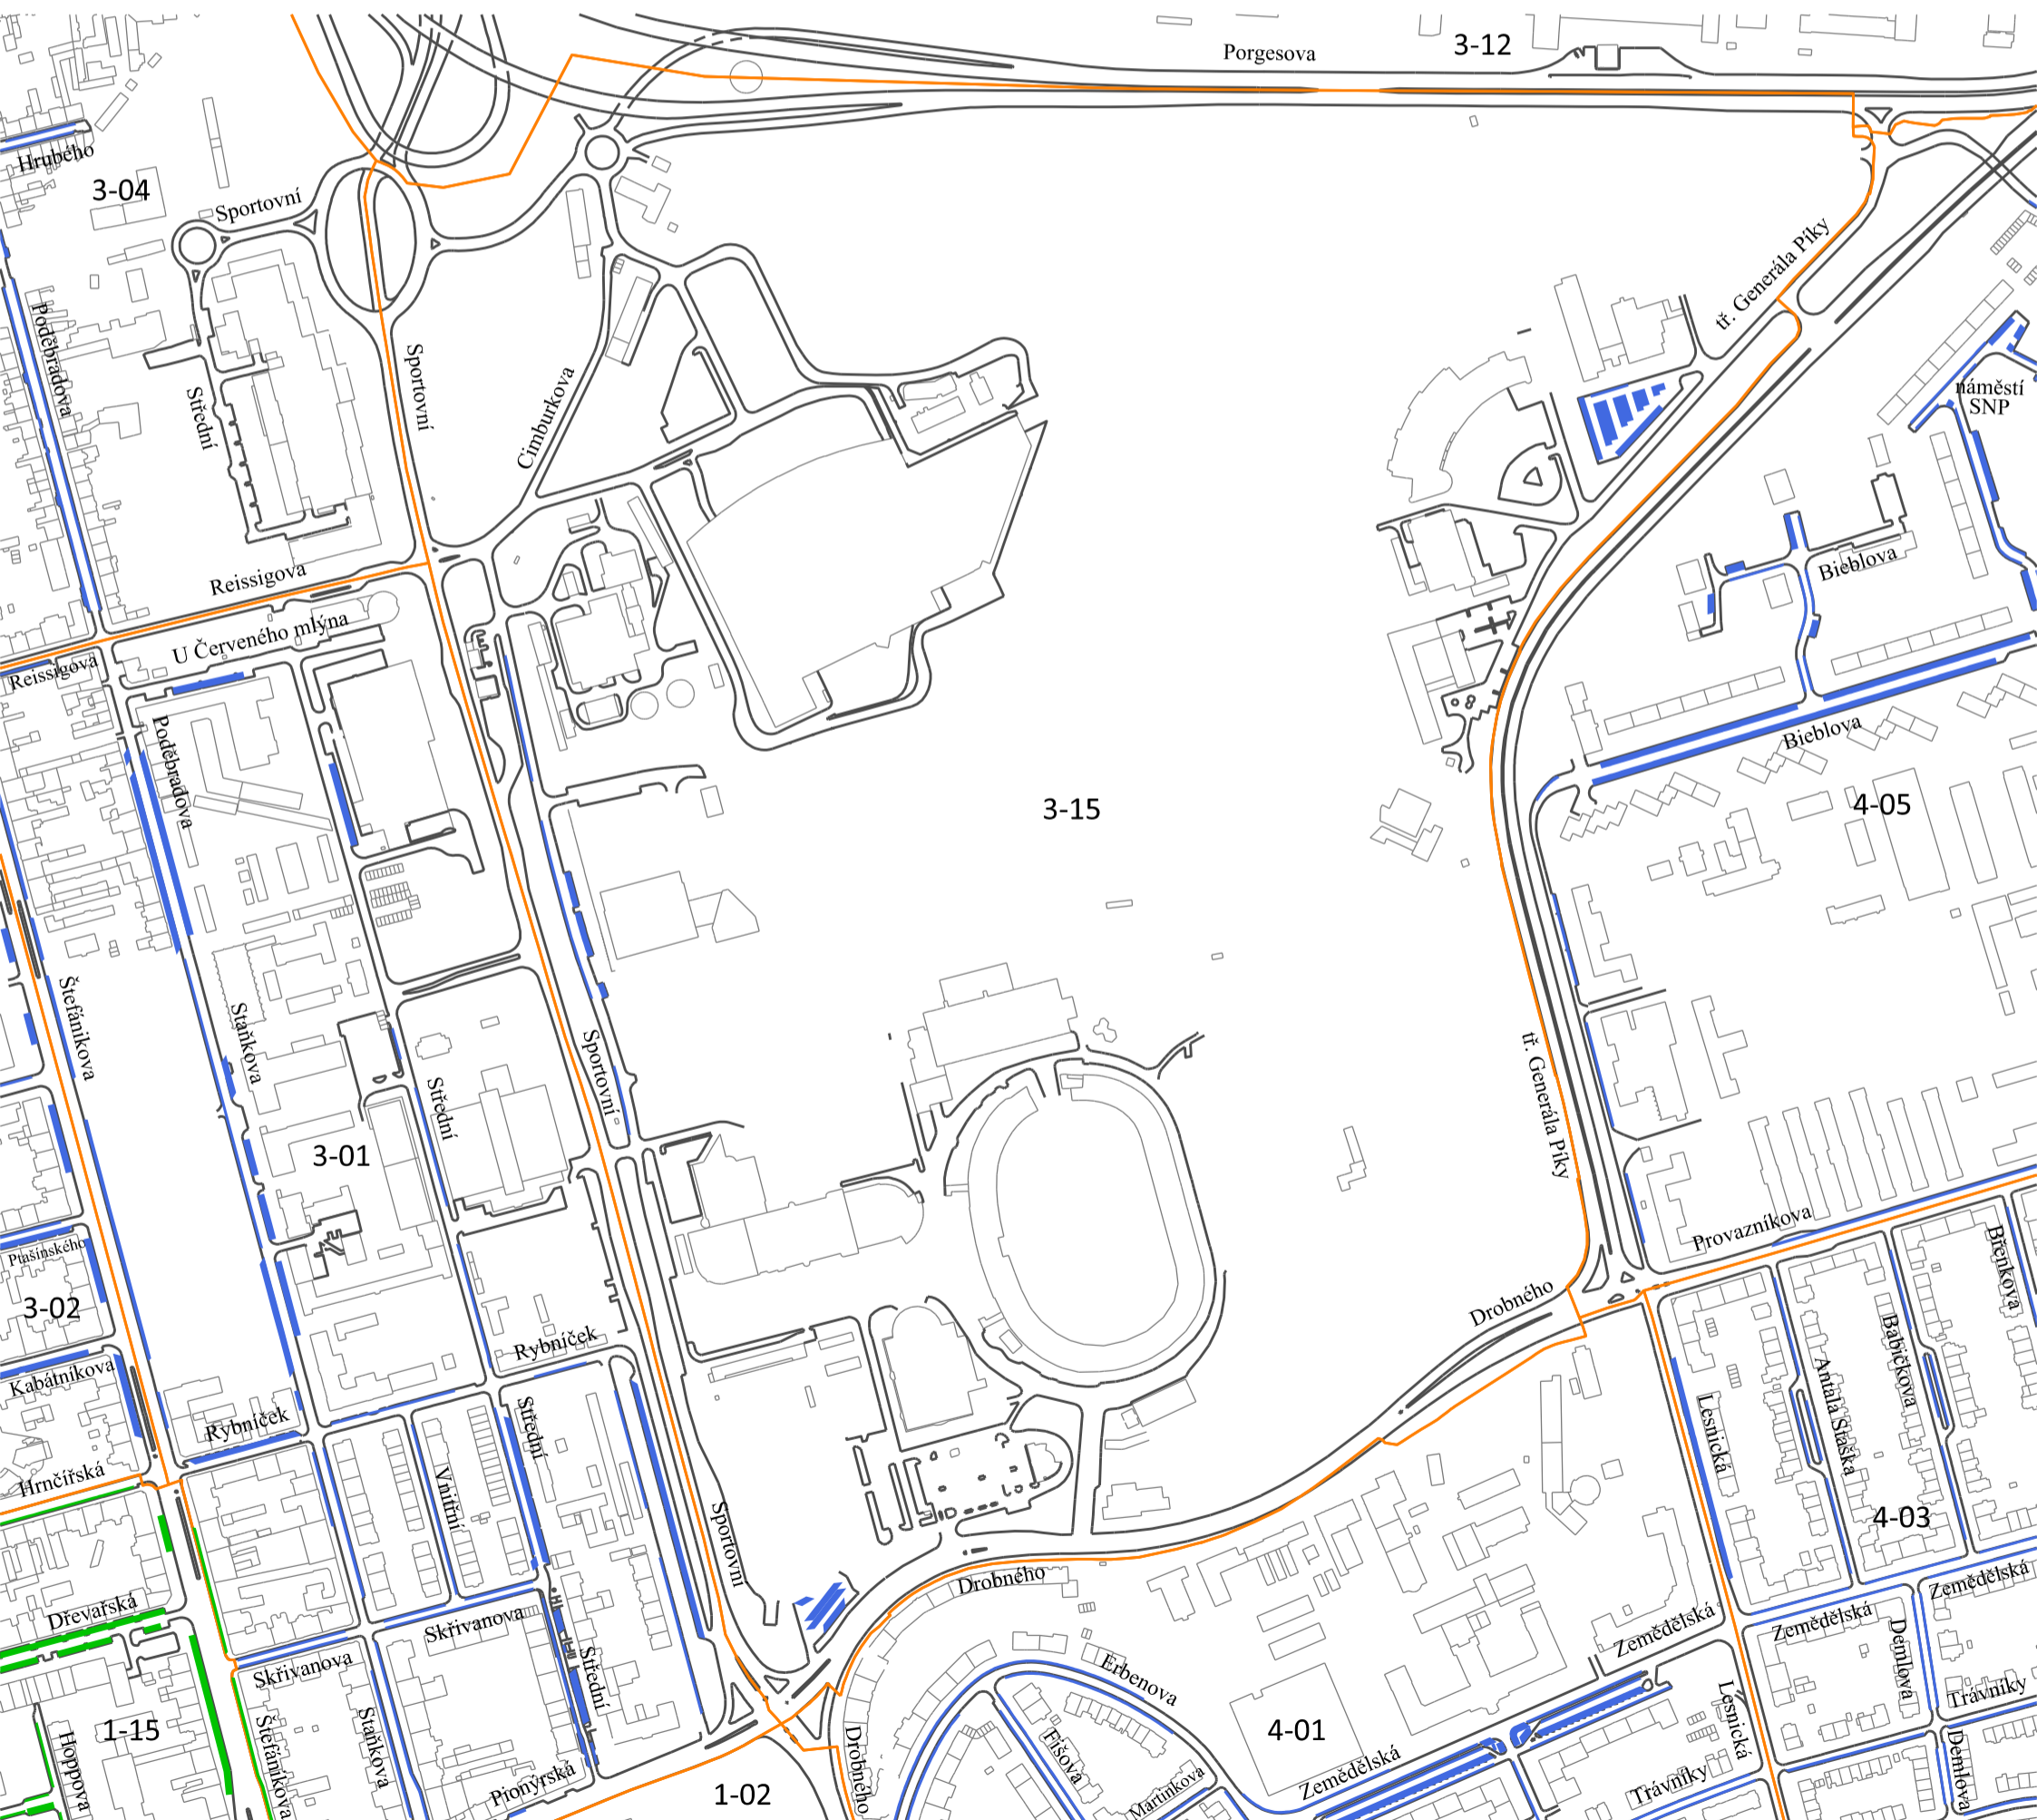 Porgesova
3-12
Hrubého
3-04
Sportovní
tř. Generála Píky
Poděbradova
Střední
Sportovní
Cimburkova
náměstí
SNP
Bieblova
Reissigova
U Červeného mlýna
Reissigova
Poděbradova
Bieblova
3-15
4-05
Štefánikova
Staňkova
Sportovní
Střední
tř. Generála Píky
3-01
Provazníkova
Břenkova
Ptašínského
3-02
Drobného
Rybníček
Babičkova
Antala Staška
Kabátníkova
Lesnická
Rybníček
Střední
Hrnčířská
Vnitřní
Sportovní
4-03
Drobného
Zemědělská
Dřevařská
Skřivanova
Zemědělská
Zemědělská
Demlova
Skřivanova
Střední
Erbenova
Trávníky
1-15
Hoppova
Štefánikova
Staňkova
Drobného
Fišova
4-01
Lesnická
Demlova
Pionýrská
1-02
Martinkova
Zemědělská
Trávníky